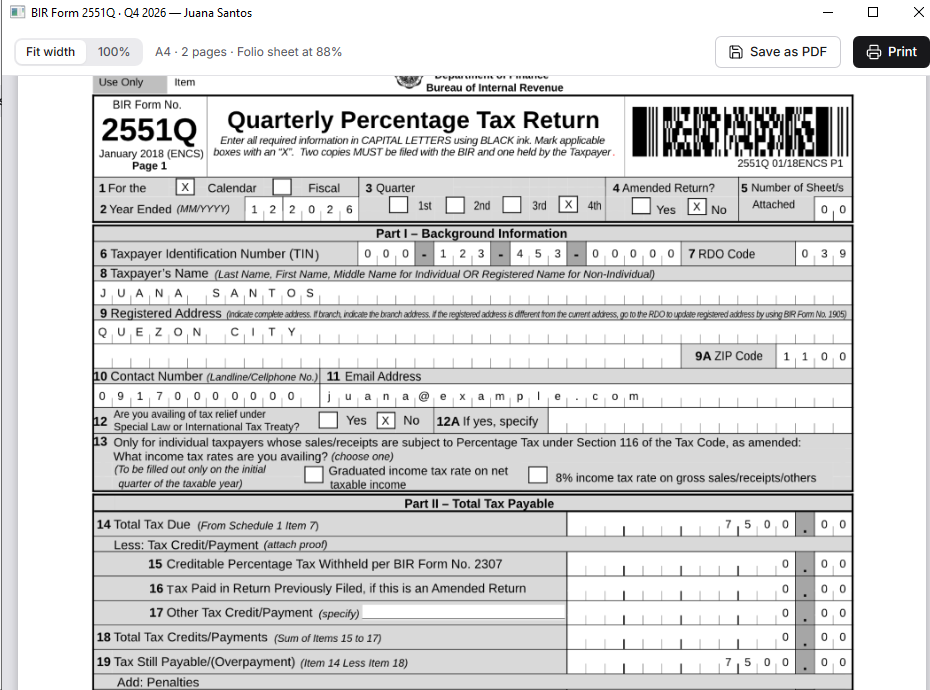 BIR Form 2551Q · Q4 2026 — Juana Santos
Fit width 100% A4 · 2 pages · Folio sheet at 88% Save as PDF Print
Use Only Item Department of Finance
Bureau of Internal Revenue
BIR Form No.
2551Q
January 2018 (ENCS)
Page 1
Quarterly Percentage Tax Return
Enter all required information in CAPITAL LETTERS using BLACK ink. Mark applicable
boxes with an "X". Two copies MUST be filed with the BIR and one held by the Taxpayer.
2551Q 01/18ENCS P1
1 For the X Calendar Fiscal 3 Quarter 4 Amended Return? 5 Number of Sheet/s
2 Year Ended (MM/YYYY) 1 2 2 0 2 6 1st 2nd 3rd X 4th Yes X No Attached 0 0
Part I – Background Information
6 Taxpayer Identification Number (TIN) 0 0 0 - 1 2 3 - 4 5 3 - 0 0 0 0 0 7 RDO Code 0 3 9
8 Taxpayer's Name (Last Name, First Name, Middle Name for Individual OR Registered Name for Non-Individual)
JUANA SANTOS
9 Registered Address (Indicate complete address. If branch, indicate the branch address. if the registered address is different from the current address, go to the RDO to update registered address by using BIR Form No. 1905)
QUEZON CITY
9A ZIP Code 1 1 0 0
10 Contact Number (Landline/Cellphone No.) 11 Email Address
09170000000 juana@example.com
12 Are you availing of tax relief under
Special Law or International Tax Treaty? Yes X No 12A If yes, specify
13 Only for individual taxpayers whose sales/receipts are subject to Percentage Tax under Section 116 of the Tax Code, as amended:
What income tax rates are you availing? (choose one)
(To be filled out only on the initial
quarter of the taxable year)
Graduated income tax rate on net
taxable income
8% income tax rate on gross sales/receipts/others
Part II – Total Tax Payable
14 Total Tax Due (From Schedule 1 Item 7) 7 5 0 0 . 0 0
Less: Tax Credit/Payment (attach proof)
15 Creditable Percentage Tax Withheld per BIR Form No. 2307 0 . 0 0
16 Tax Paid in Return Previously Filed, if this is an Amended Return 0 . 0 0
17 Other Tax Credit/Payment (specify) 0 . 0 0
18 Total Tax Credits/Payments (Sum of Items 15 to 17) 0 . 0 0
19 Tax Still Payable/(Overpayment) (Item 14 Less Item 18) 7 5 0 0 . 0 0
Add: Penalties